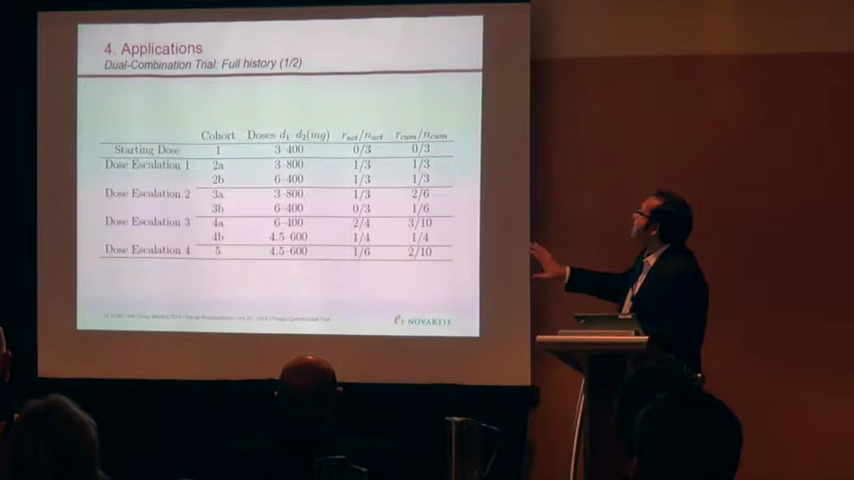 4. Applications
Dual-Combination Trial: Full history (1/2)
Cohort Doses d1–d2(mg) ract/nact rcum/ncum
Starting Dose 1 3–400 0/3 0/3
Dose Escalation 1 2a 3–800 1/3 1/3
2b 6–400 1/3 1/3
Dose Escalation 2 3a 3–800 1/3 2/6
3b 6–400 0/3 1/6
Dose Escalation 3 4a 6–400 2/4 3/10
4b 4.5–600 1/4 1/4
Dose Escalation 4 5 4.5–600 1/6 2/10
NOVARTIS